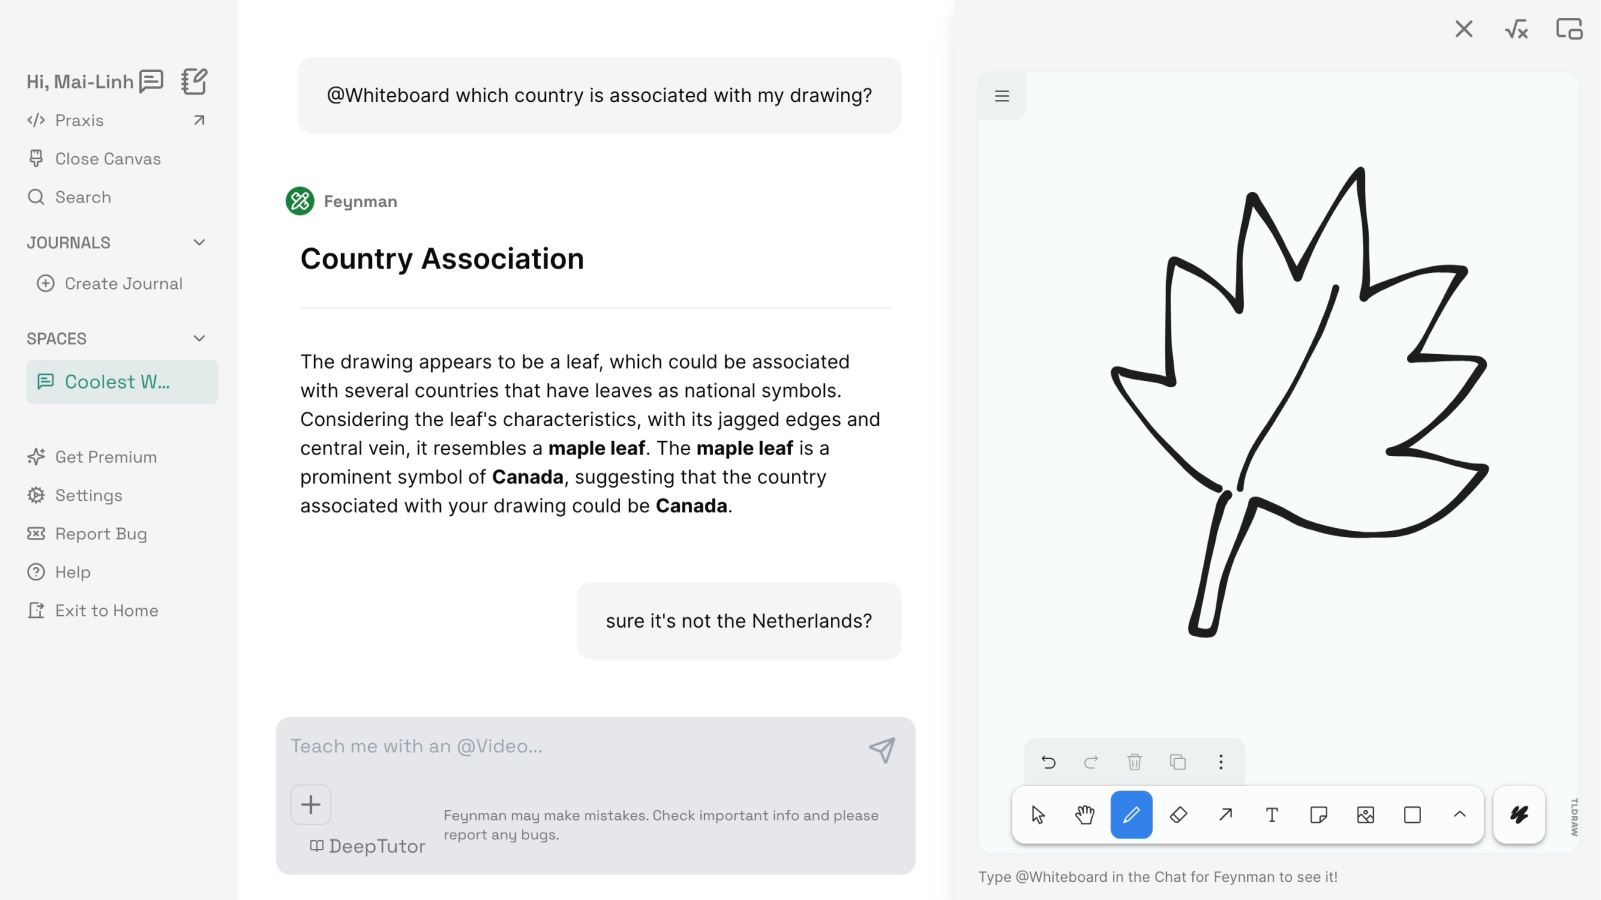 Hi, Mai-Linh
Praxis
Close Canvas
Search
JOURNALS
Create Journal
SPACES
Coolest W...
Get Premium
Settings
Report Bug
Help
Exit to Home
@Whiteboard which country is associated with my drawing?
Feynman
Country Association
The drawing appears to be a leaf, which could be associated
with several countries that have leaves as national symbols.
Considering the leaf's characteristics, with its jagged edges and
central vein, it resembles a maple leaf. The maple leaf is a
prominent symbol of Canada, suggesting that the country
associated with your drawing could be Canada.
sure it's not the Netherlands?
Teach me with an @Video...
Feynman may make mistakes. Check important info and please
report any bugs.
DeepTutor
TLDRAW
Type @Whiteboard in the Chat for Feynman to see it!